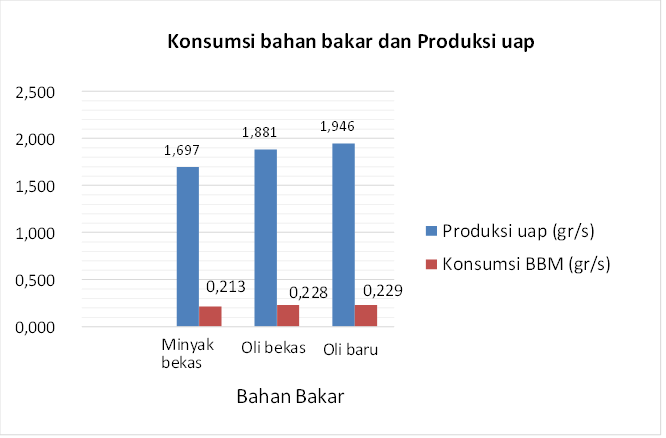 Konsumsi bahan bakar dan Produksi uap
2,500
2,000
1,500
1,000
0,500
0,000
1,697
1,881
1,946
0,213
0,228
0,229
Minyak
bekas
Oli bekas
Oli baru
Bahan Bakar
Produksi uap (gr/s)
Konsumsi BBM (gr/s)